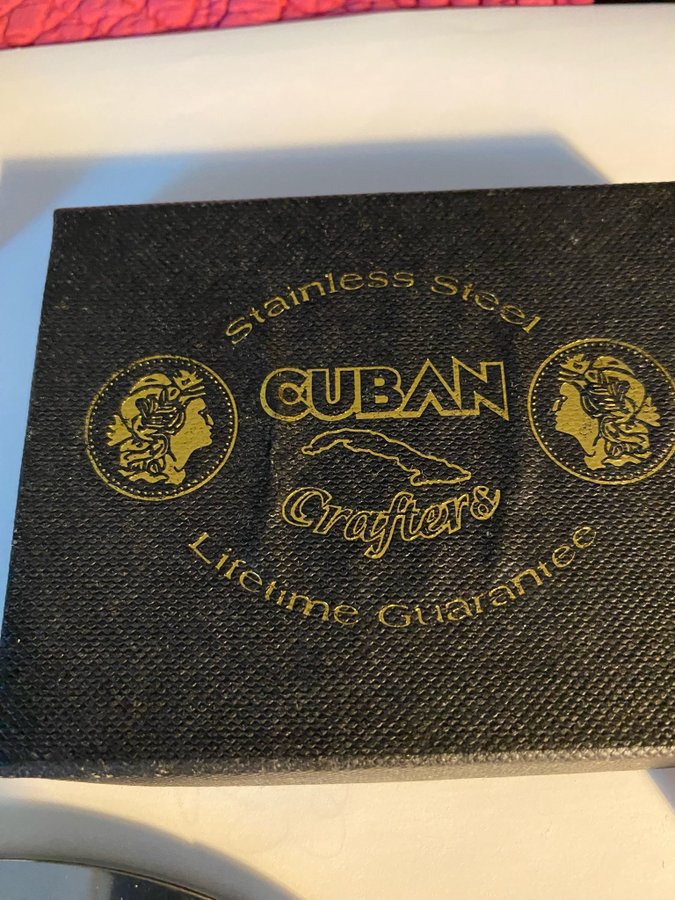 Stainless Steel
CUBAN
Crafters
Lifetime Guarantee